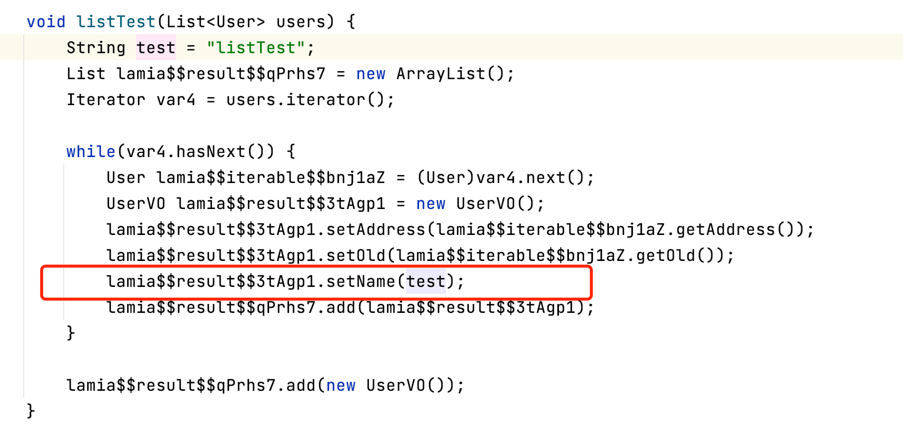 void listTest(List<User> users) {
    String test = "listTest";
    List lamia$$result$$qPrhs7 = new ArrayList();
    Iterator var4 = users.iterator();
    while(var4.hasNext()) {
        User lamia$$iterable$$bnj1aZ = (User)var4.next();
        UserVO lamia$$result$$3tAgp1 = new UserVO();
        lamia$$result$$3tAgp1.setAddress(lamia$$iterable$$bnj1aZ.getAddress());
        lamia$$result$$3tAgp1.setOld(lamia$$iterable$$bnj1aZ.getOld());
        lamia$$result$$3tAgp1.setName(test);
        lamia$$result$$qPrhs7.add(lamia$$result$$3tAgp1);
    }
    lamia$$result$$qPrhs7.add(new UserVO());
}